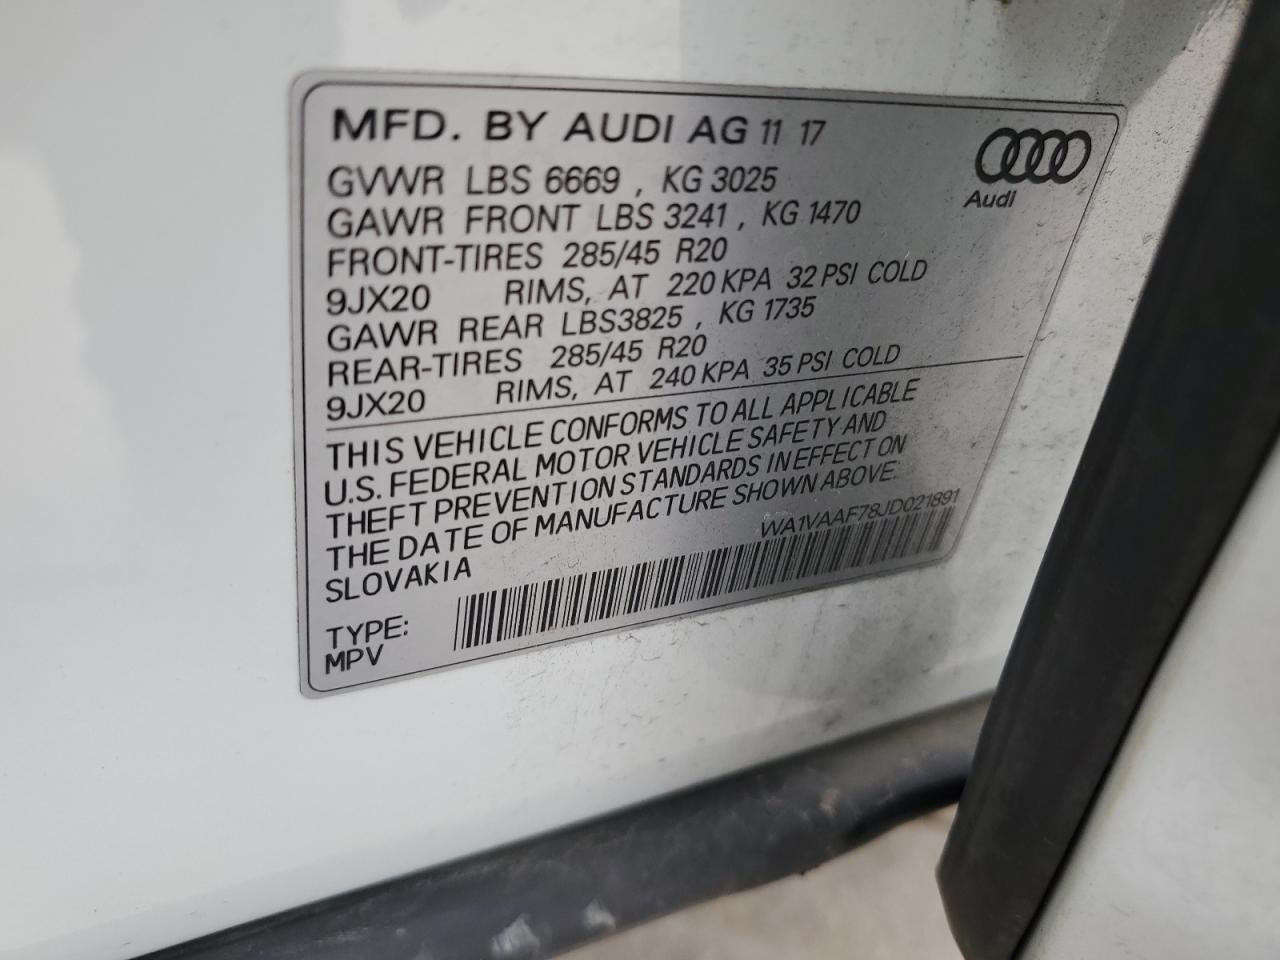 MFD. BY AUDI AG 11 17
Audi
GVWR LBS 6669 , KG 3025
GAWR FRONT LBS 3241 , KG 1470
FRONT-TIRES 285/45 R20
9JX20 RIMS, AT 220 KPA 32 PSI COLD
GAWR REAR LBS3825 , KG 1735
REAR-TIRES 285/45 R20
9JX20 RIMS, AT 240 KPA 35 PSI COLD
THIS VEHICLE CONFORMS TO ALL APPLICABLE
U.S. FEDERAL MOTOR VEHICLE SAFETY AND
THEFT PREVENTION STANDARDS IN EFFECT ON
THE DATE OF MANUFACTURE SHOWN ABOVE.
SLOVAKIA
WA1VAAF78JD021891
TYPE:
MPV